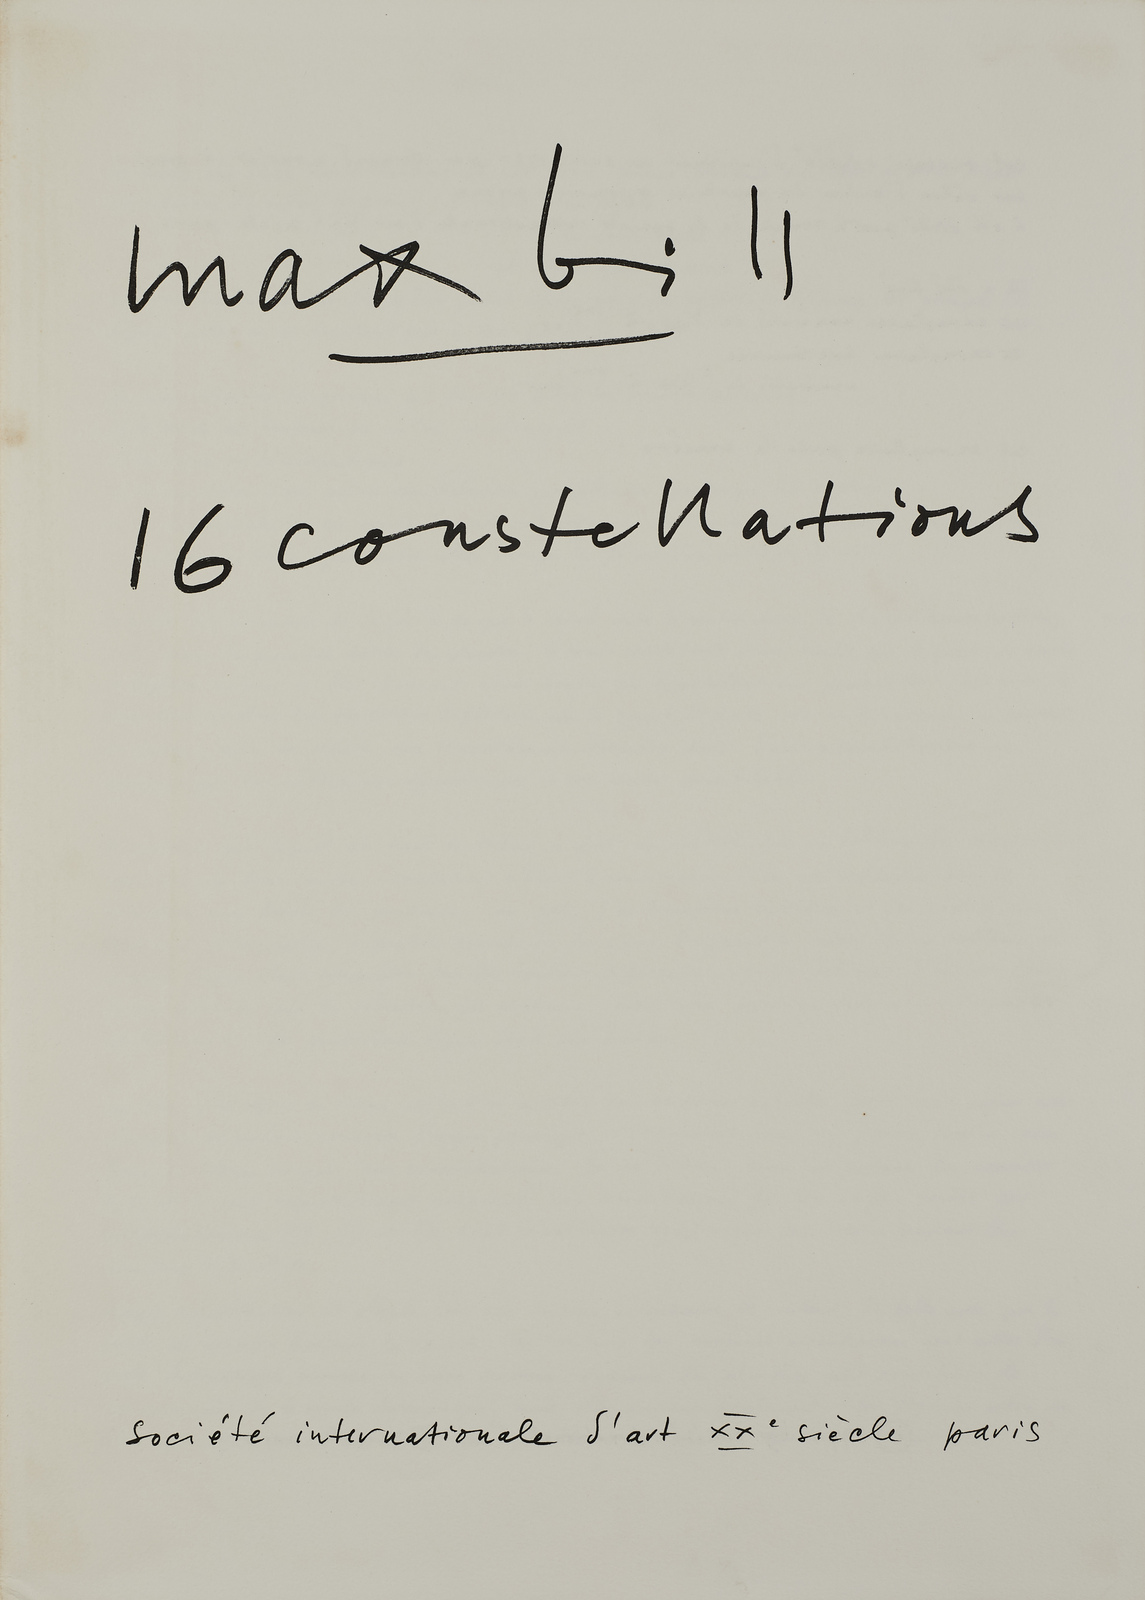 max bill
16 constellations
société internationale d'art XXe siècle paris